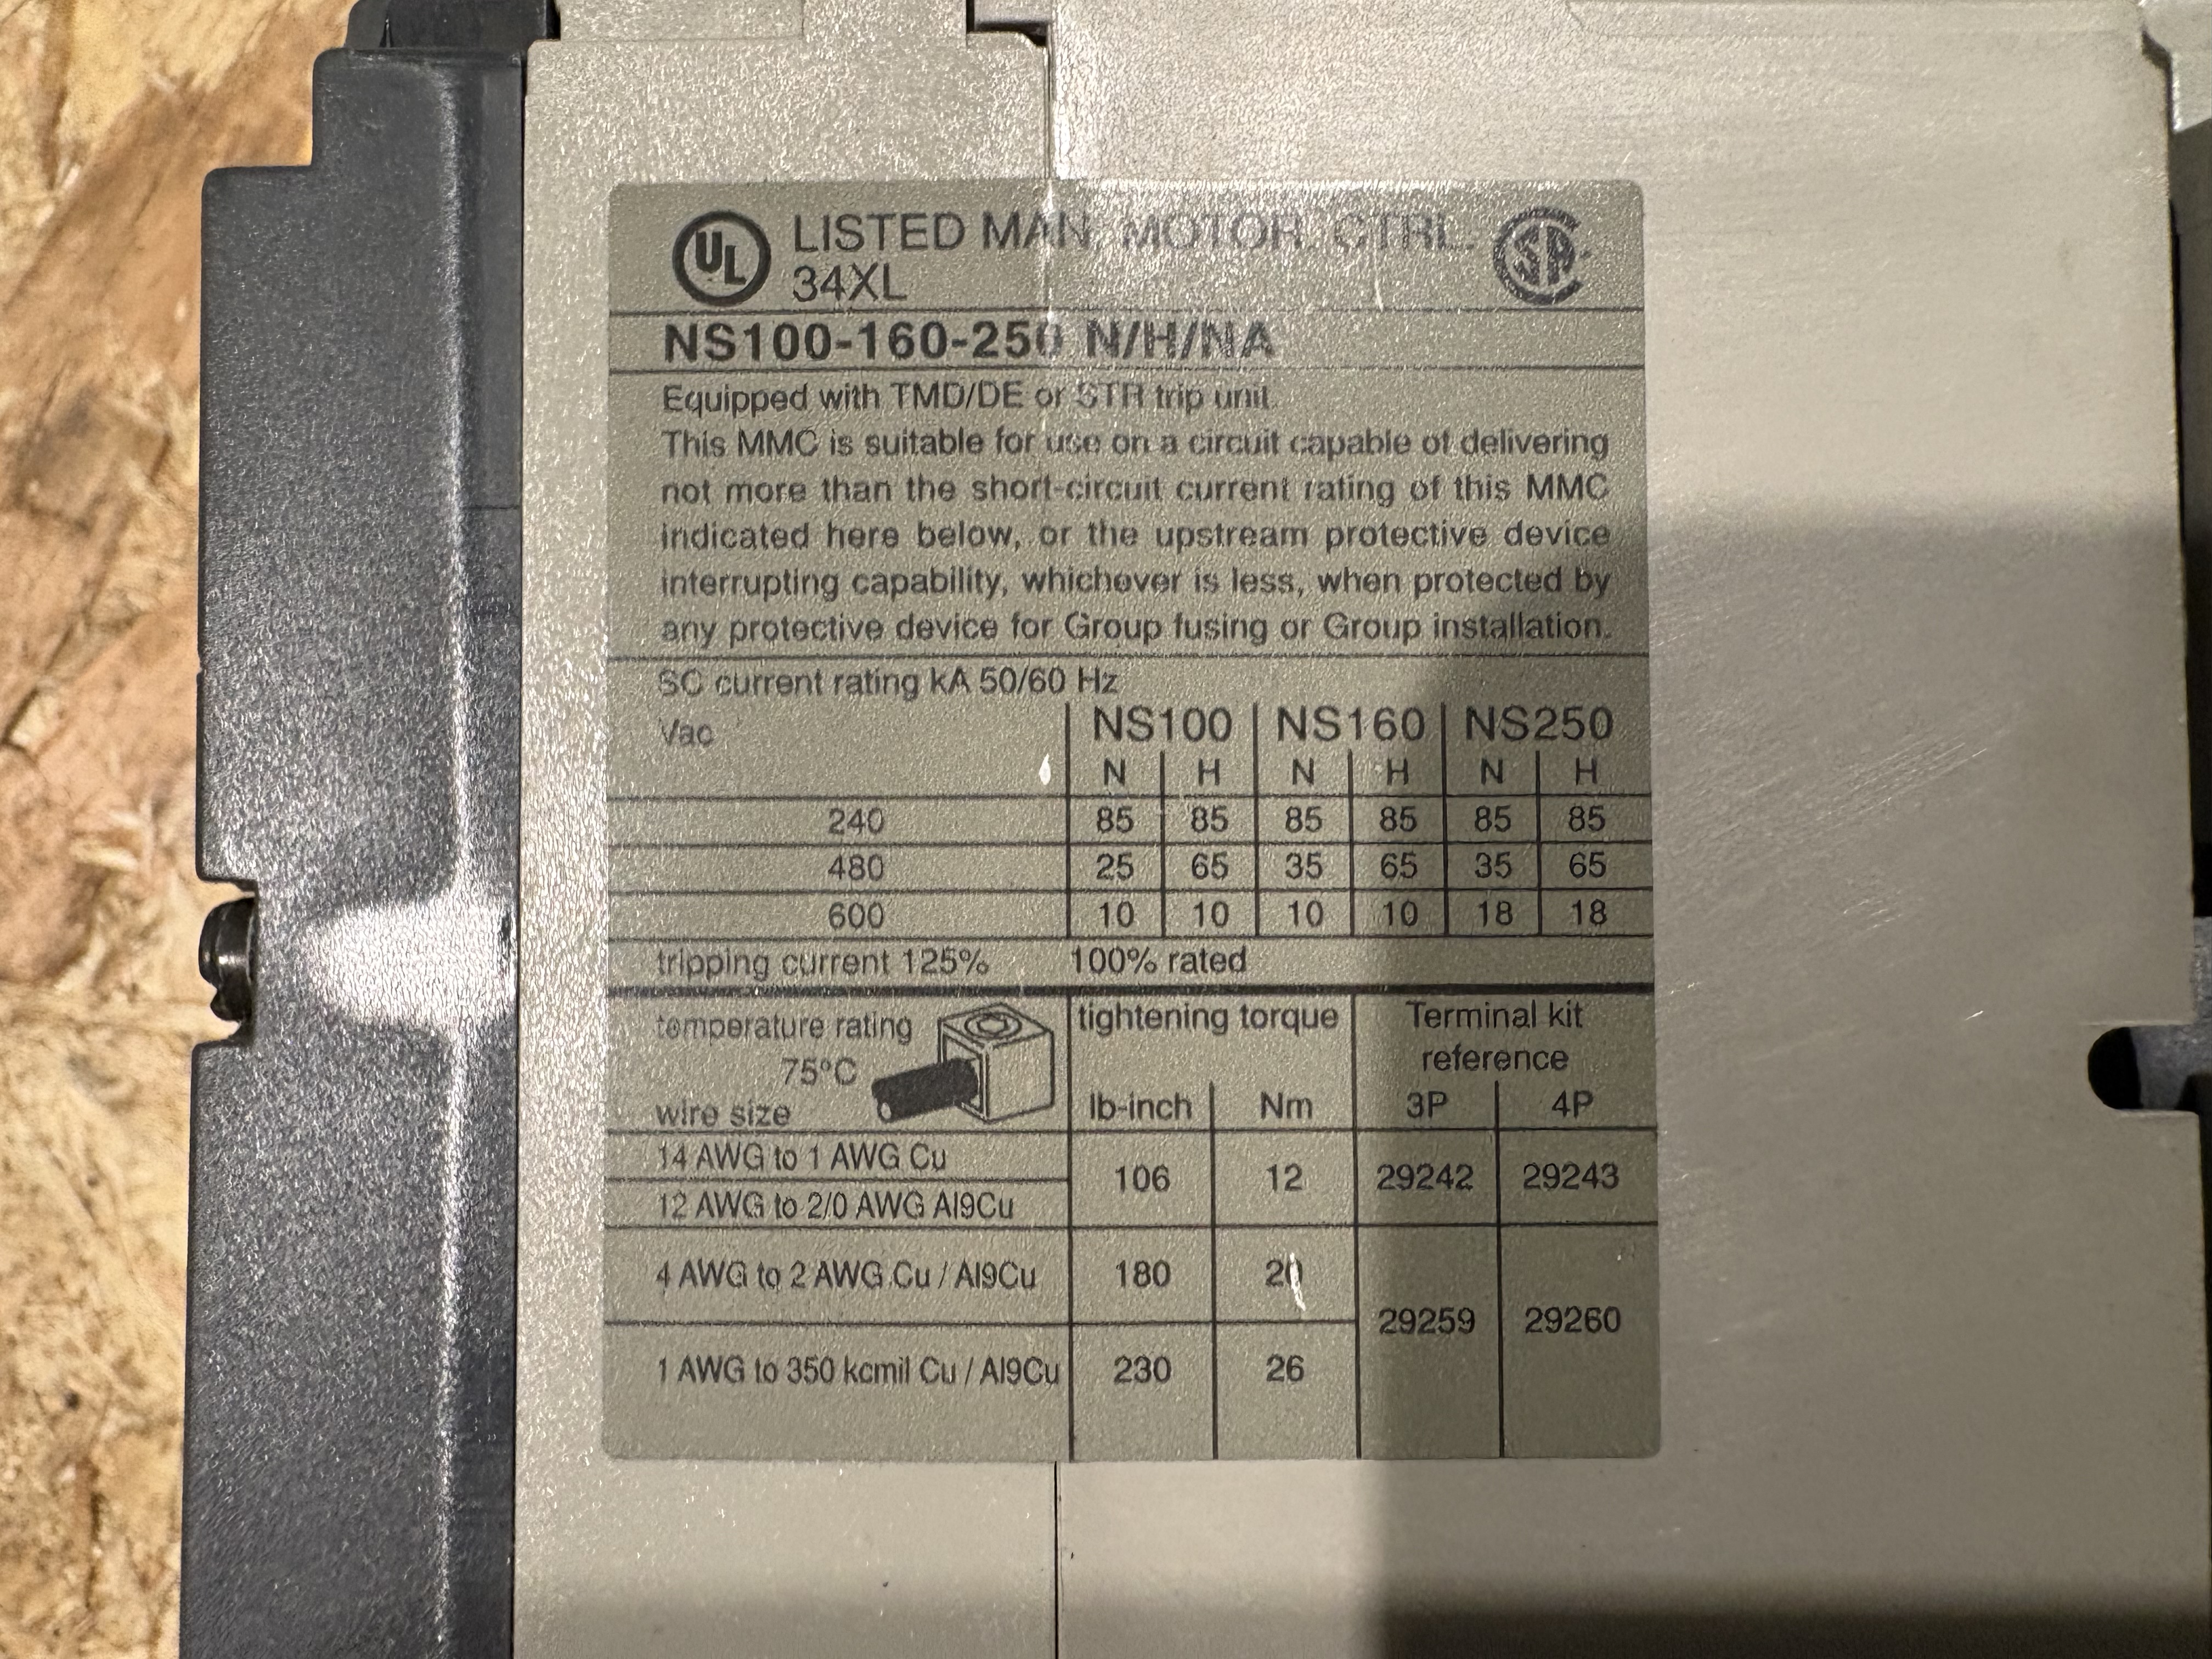 UL LISTED MAN. MOTOR. CTRL. SP
34XL
NS100-160-250 N/H/NA
Equipped with TMD/DE or STR trip unit.
This MMC is suitable for use on a circuit capable of delivering
not more than the short-circuit current rating of this MMC
indicated here below, or the upstream protective device
interrupting capability, whichever is less, when protected by
any protective device for Group fusing or Group installation.
SC current rating kA 50/60 Hz
Vac NS100 NS160 NS250
N H N H N H
240 85 85 85 85 85 85
480 25 65 35 65 35 65
600 10 10 10 10 18 18
tripping current 125% 100% rated
temperature rating tightening torque Terminal kit
75°C reference
wire size lb-inch Nm 3P 4P
14 AWG to 1 AWG Cu 106 12 29242 29243
12 AWG to 2/0 AWG Al9Cu
4 AWG to 2 AWG Cu / Al9Cu 180 20 29259 29260
1 AWG to 350 kcmil Cu / Al9Cu 230 26